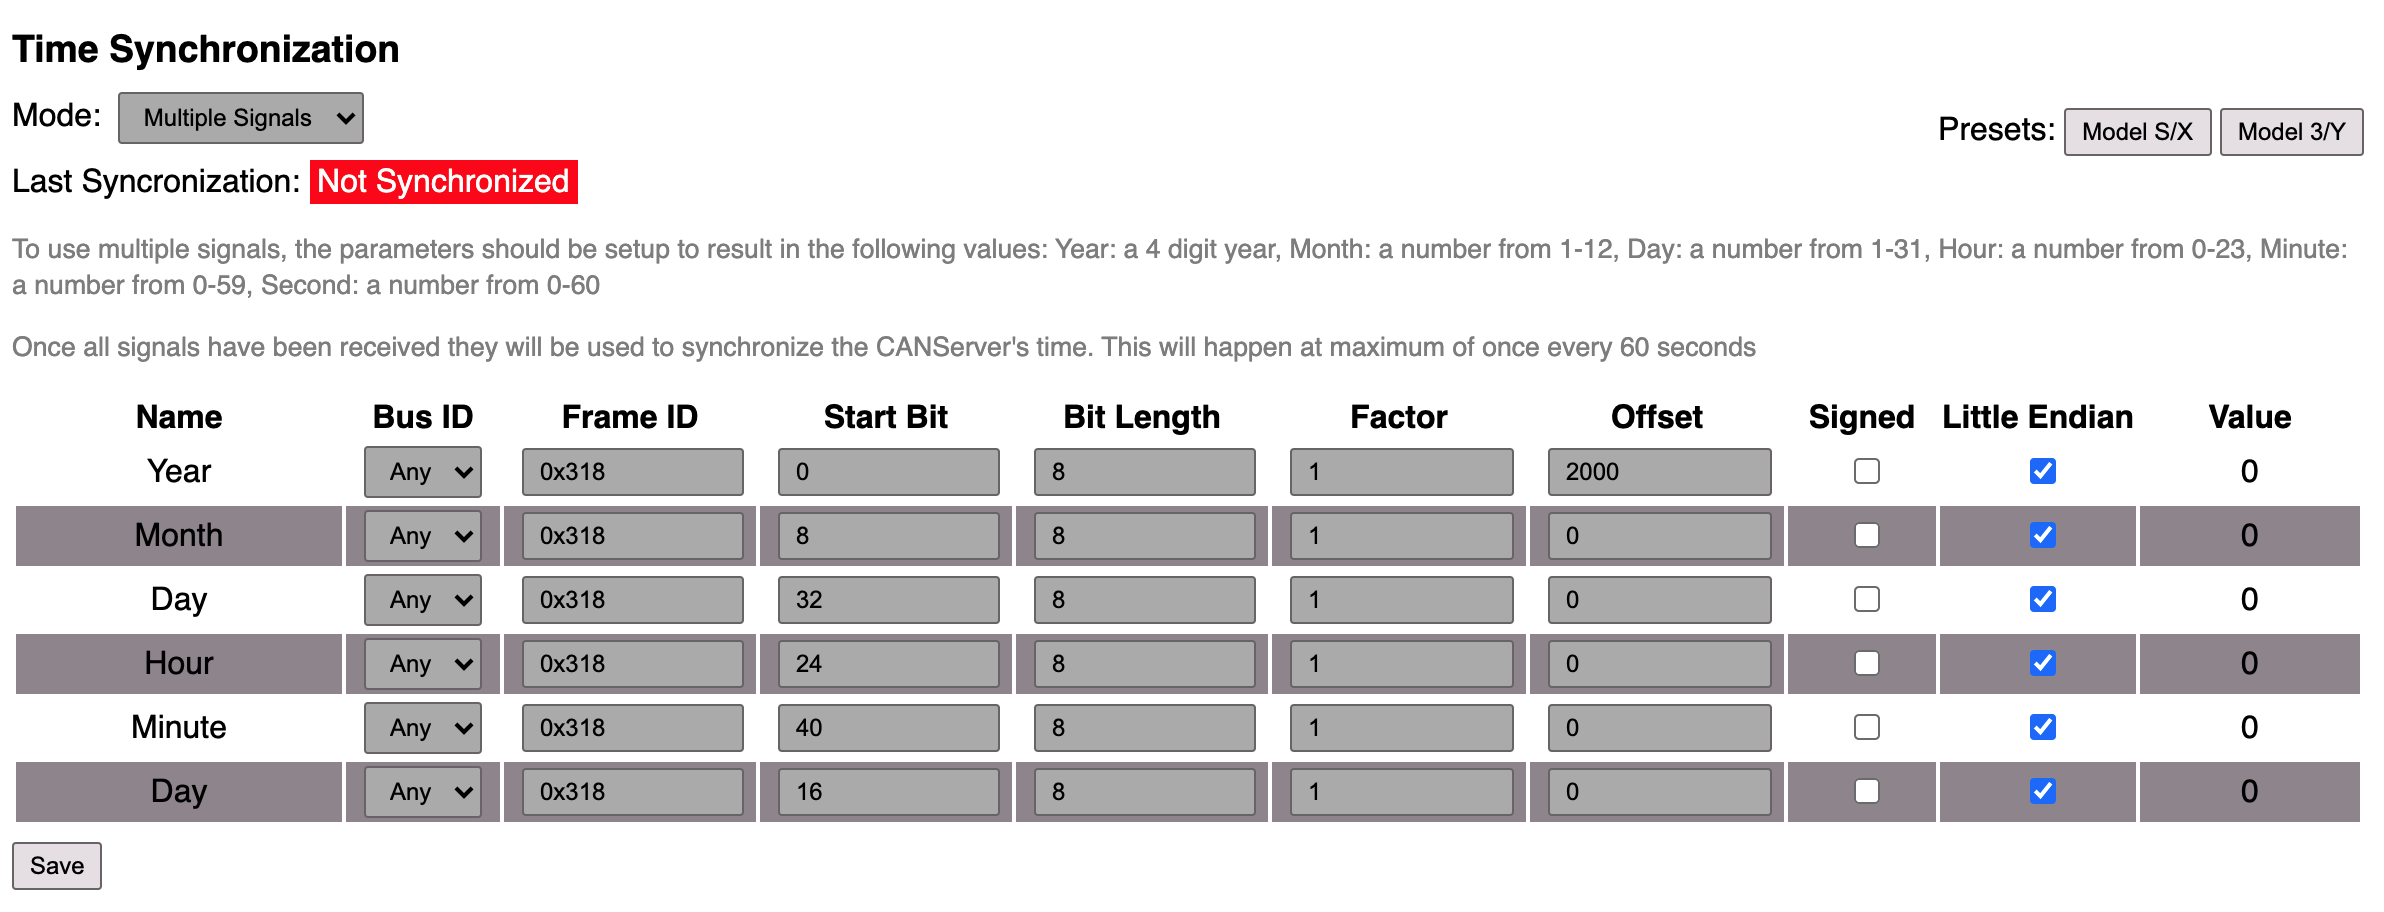 Time Synchronization
Mode: Multiple Signals
Presets: Model S/X Model 3/Y
Last Syncronization: Not Synchronized
To use multiple signals, the parameters should be setup to result in the following values: Year: a 4 digit year, Month: a number from 1-12, Day: a number from 1-31, Hour: a number from 0-23, Minute:
a number from 0-59, Second: a number from 0-60
Once all signals have been received they will be used to synchronize the CANServer's time. This will happen at maximum of once every 60 seconds
Name Bus ID Frame ID Start Bit Bit Length Factor Offset Signed Little Endian Value
Year Any 0x318 0 8 1 2000 0
Month Any 0x318 8 8 1 0 0
Day Any 0x318 32 8 1 0 0
Hour Any 0x318 24 8 1 0 0
Minute Any 0x318 40 8 1 0 0
Day Any 0x318 16 8 1 0 0
Save